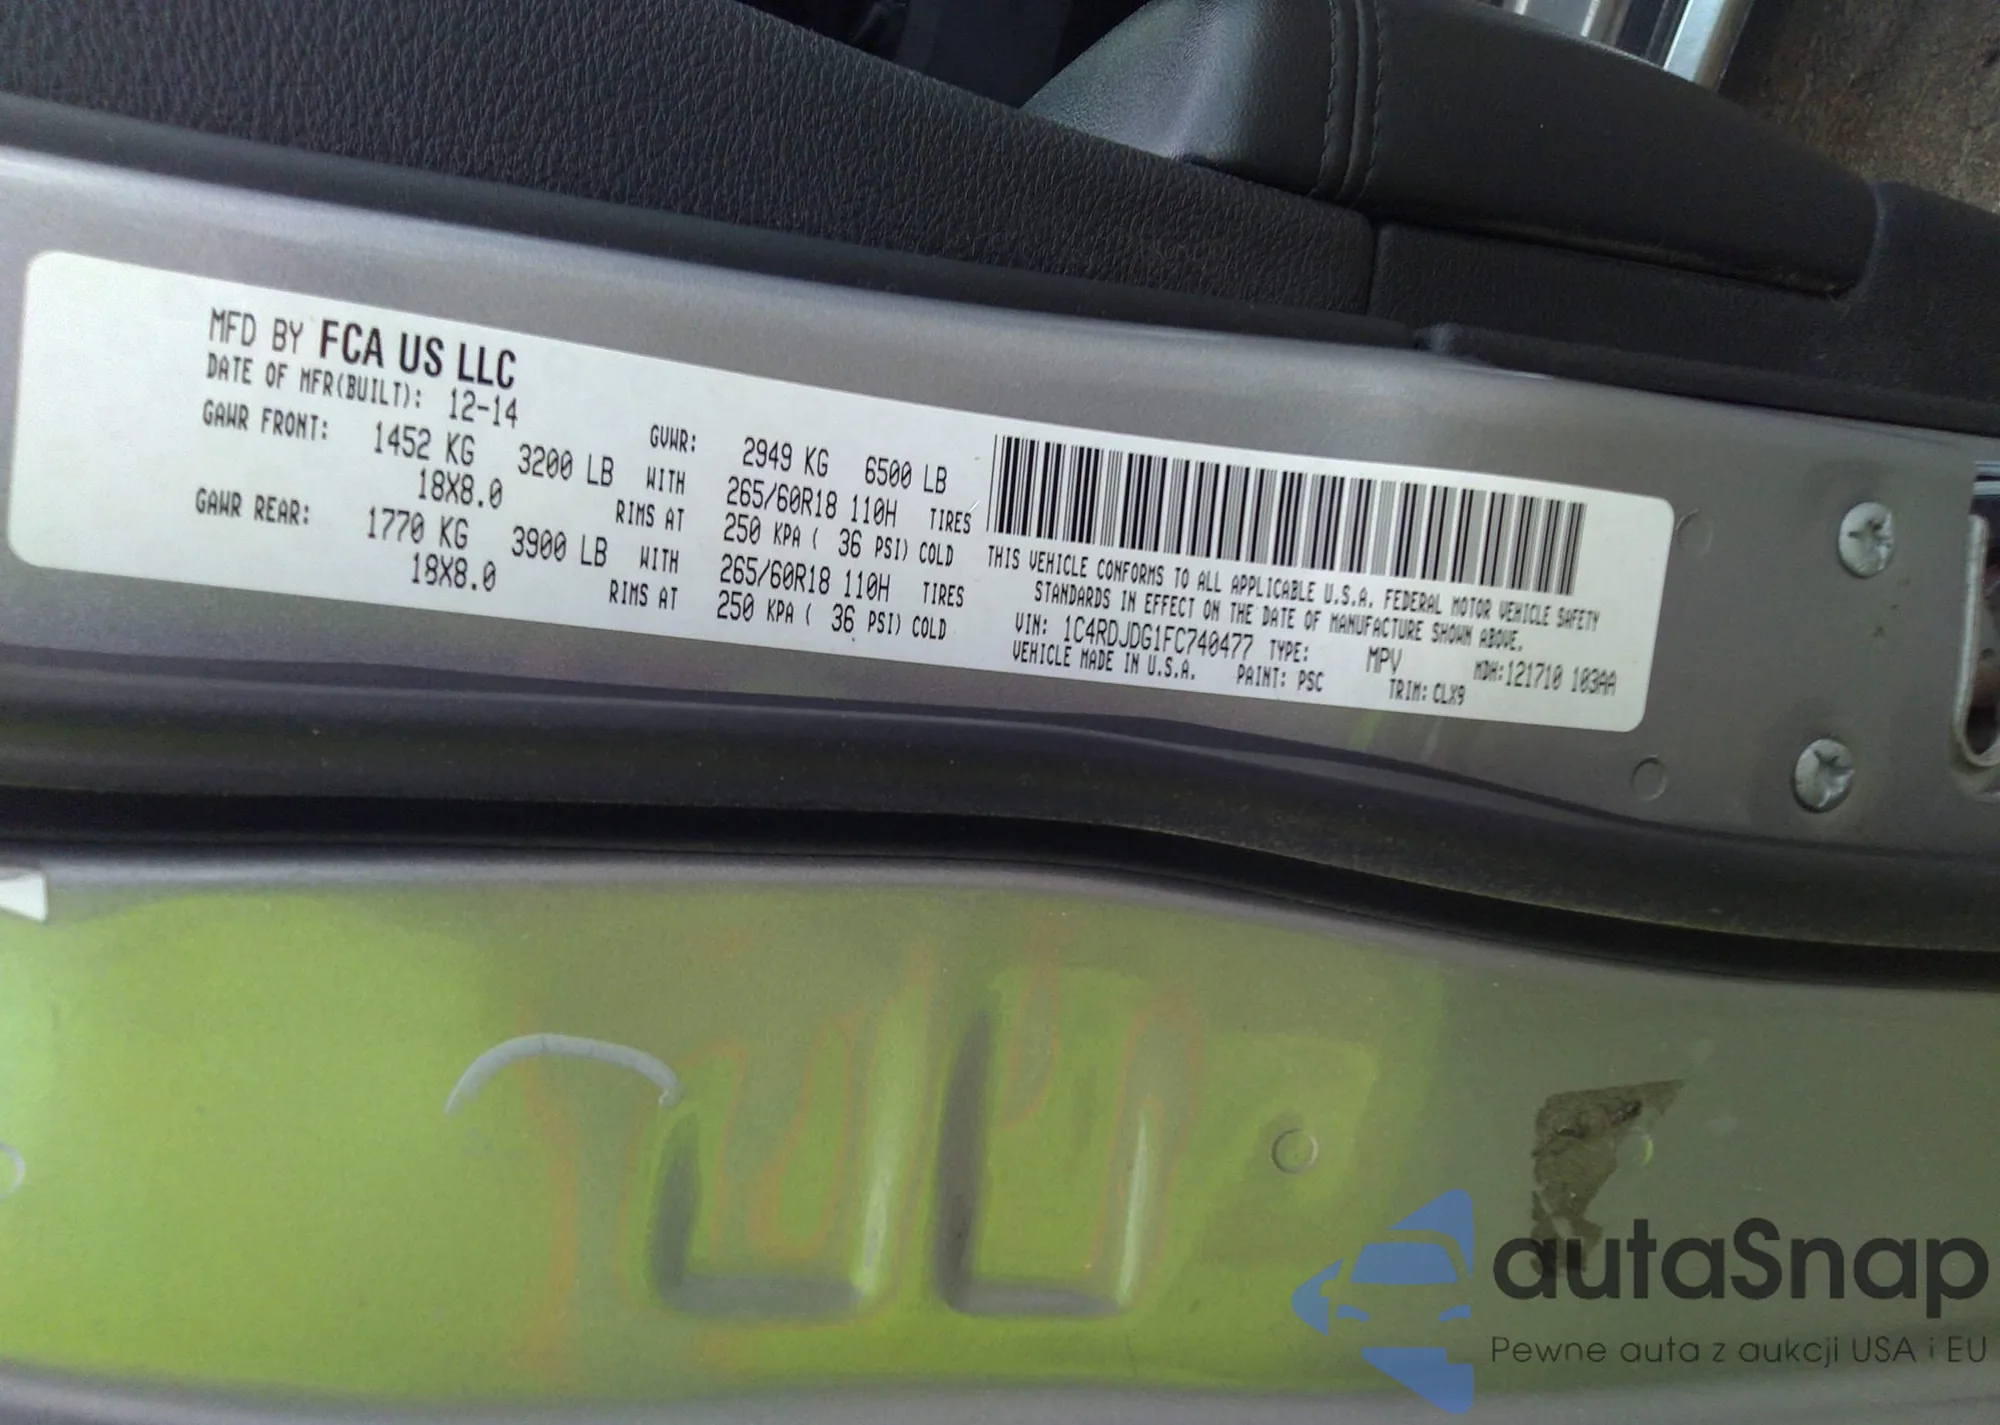 MFD BY FCA US LLC
DATE OF MFR(BUILT): 12-14
GVWR: 2949 KG 6500 LB
GAWR FRONT: 1452 KG 3200 LB WITH 265/60R18 110H TIRES
18X8.0 RIMS AT 250 KPA ( 36 PSI) COLD
GAWR REAR: 1770 KG 3900 LB WITH 265/60R18 110H TIRES
18X8.0 RIMS AT 250 KPA ( 36 PSI) COLD
THIS VEHICLE CONFORMS TO ALL APPLICABLE U.S.A. FEDERAL MOTOR VEHICLE SAFETY
STANDARDS IN EFFECT ON THE DATE OF MANUFACTURE SHOWN ABOVE.
VIN: 1C4RDJDG1FC740477 TYPE: MPV MDH:121710 103AA
VEHICLE MADE IN U.S.A. PAINT: PSC TRIM: CLX9
autaSnap
Pewne auta z aukcji USA i EU